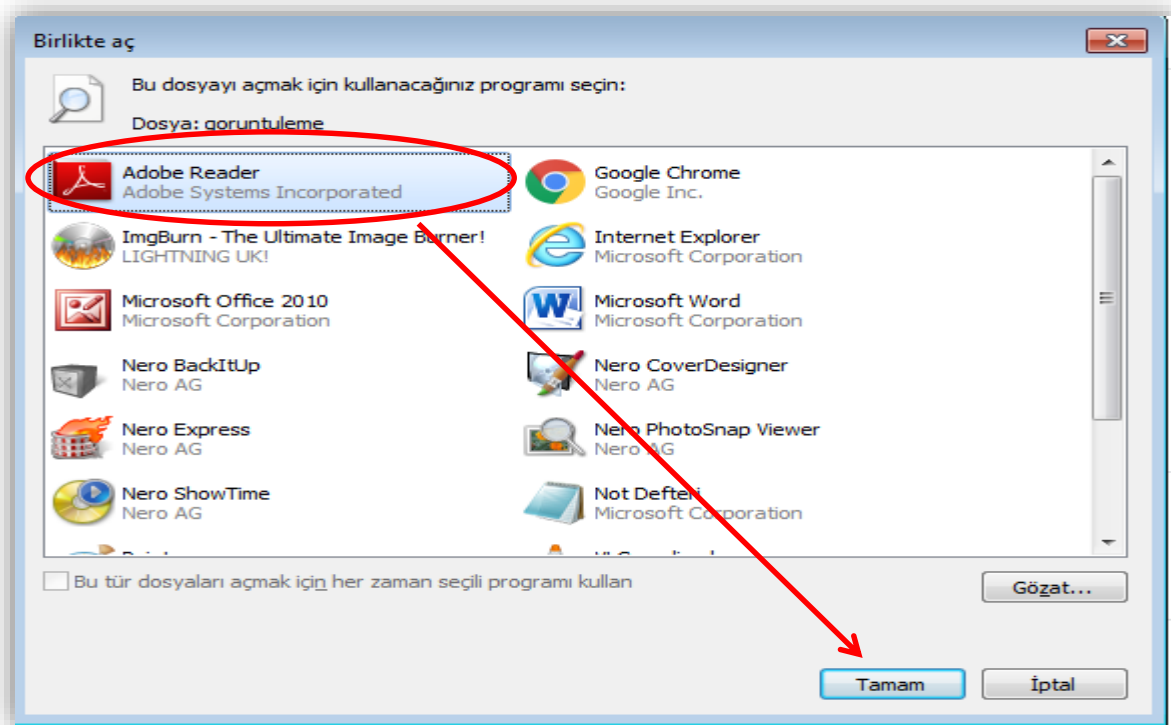 Birlikte aç
Bu dosyayı açmak için kullanacağınız programı seçin:
Dosya: goruntuleme
Adobe Reader
Adobe Systems Incorporated
Google Chrome
Google Inc.
ImgBurn - The Ultimate Image Burner!
LIGHTNING UK!
Internet Explorer
Microsoft Corporation
Microsoft Office 2010
Microsoft Corporation
Microsoft Word
Microsoft Corporation
Nero BackItUp
Nero AG
Nero CoverDesigner
Nero AG
Nero Express
Nero AG
Nero PhotoSnap Viewer
Nero AG
Nero ShowTime
Nero AG
Not Defteri
Microsoft Corporation
Bu tür dosyaları açmak için her zaman seçili programı kullan
Gözat...
Tamam
İptal